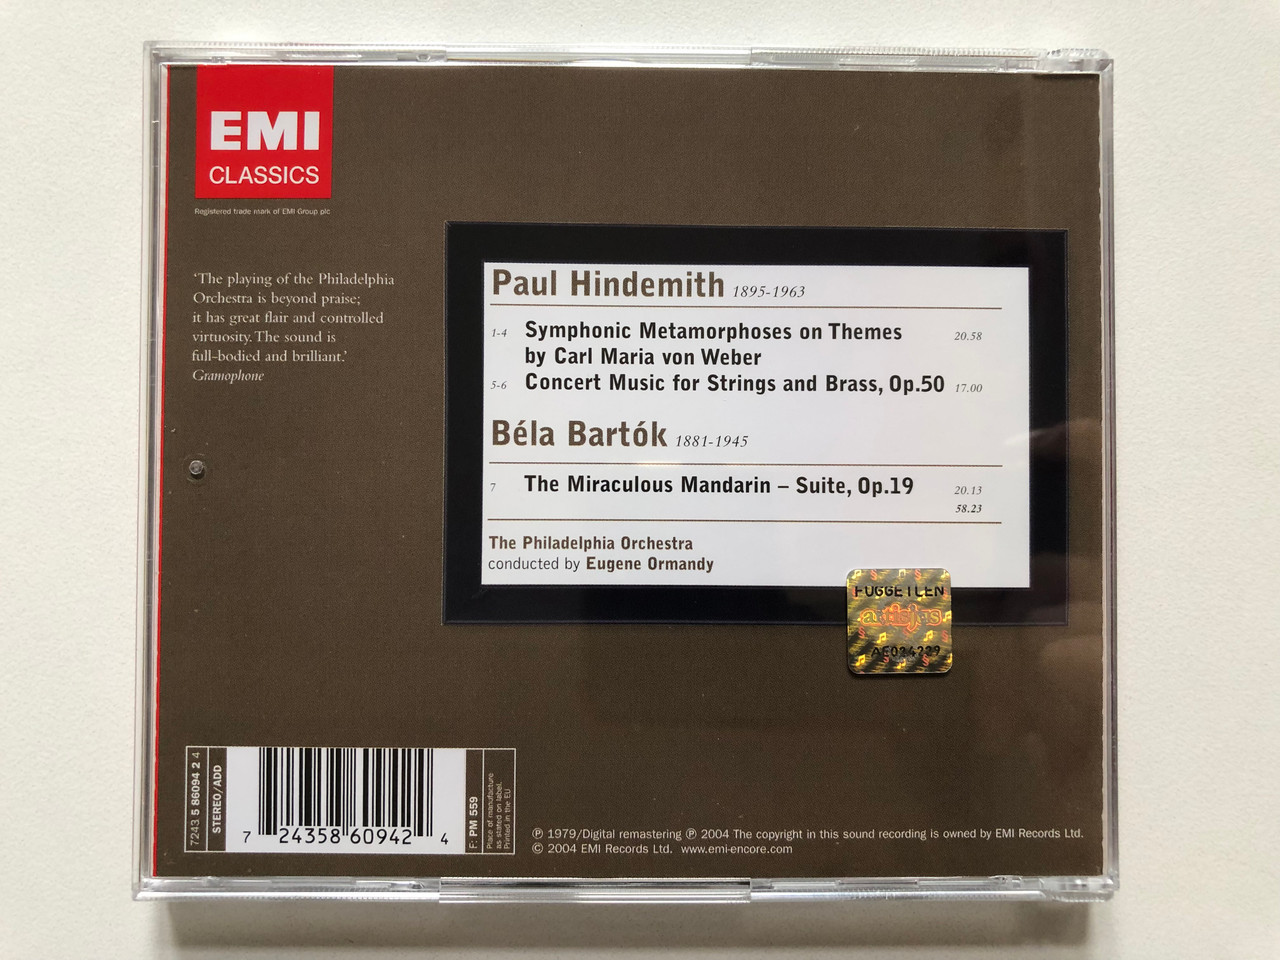 EMI
CLASSICS
Registered trade mark of EMI Group plc
‘The playing of the Philadelphia
Orchestra is beyond praise;
it has great flair and controlled
virtuosity. The sound is
full-bodied and brilliant.’
Gramophone
Paul Hindemith 1895-1963
1-4 Symphonic Metamorphoses on Themes 20.58
by Carl Maria von Weber
5-6 Concert Music for Strings and Brass, Op.50 17.00
Béla Bartók 1881-1945
7 The Miraculous Mandarin – Suite, Op.19 20.13
58.23
The Philadelphia Orchestra
conducted by Eugene Ormandy
FÜGGETLEN
artisjus
AE024229
7243 5 86094 2 4
STEREO/ADD
7 24358 60942 4
F: PM 559
Place of manufacture
as stated on label.
Printed in the EU
℗ 1979/Digital remastering ℗ 2004 The copyright in this sound recording is owned by EMI Records Ltd.
© 2004 EMI Records Ltd. www.emi-encore.com